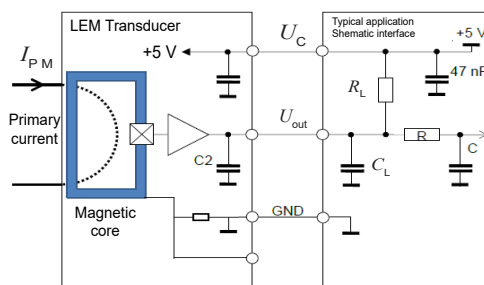 LEM Transducer
Typical application
Shematic interface
I P M
+5 V
U C
+5 V
47 nF
R L
Primary
current
U out
R
C2
C L
C
GND
Magnetic
core